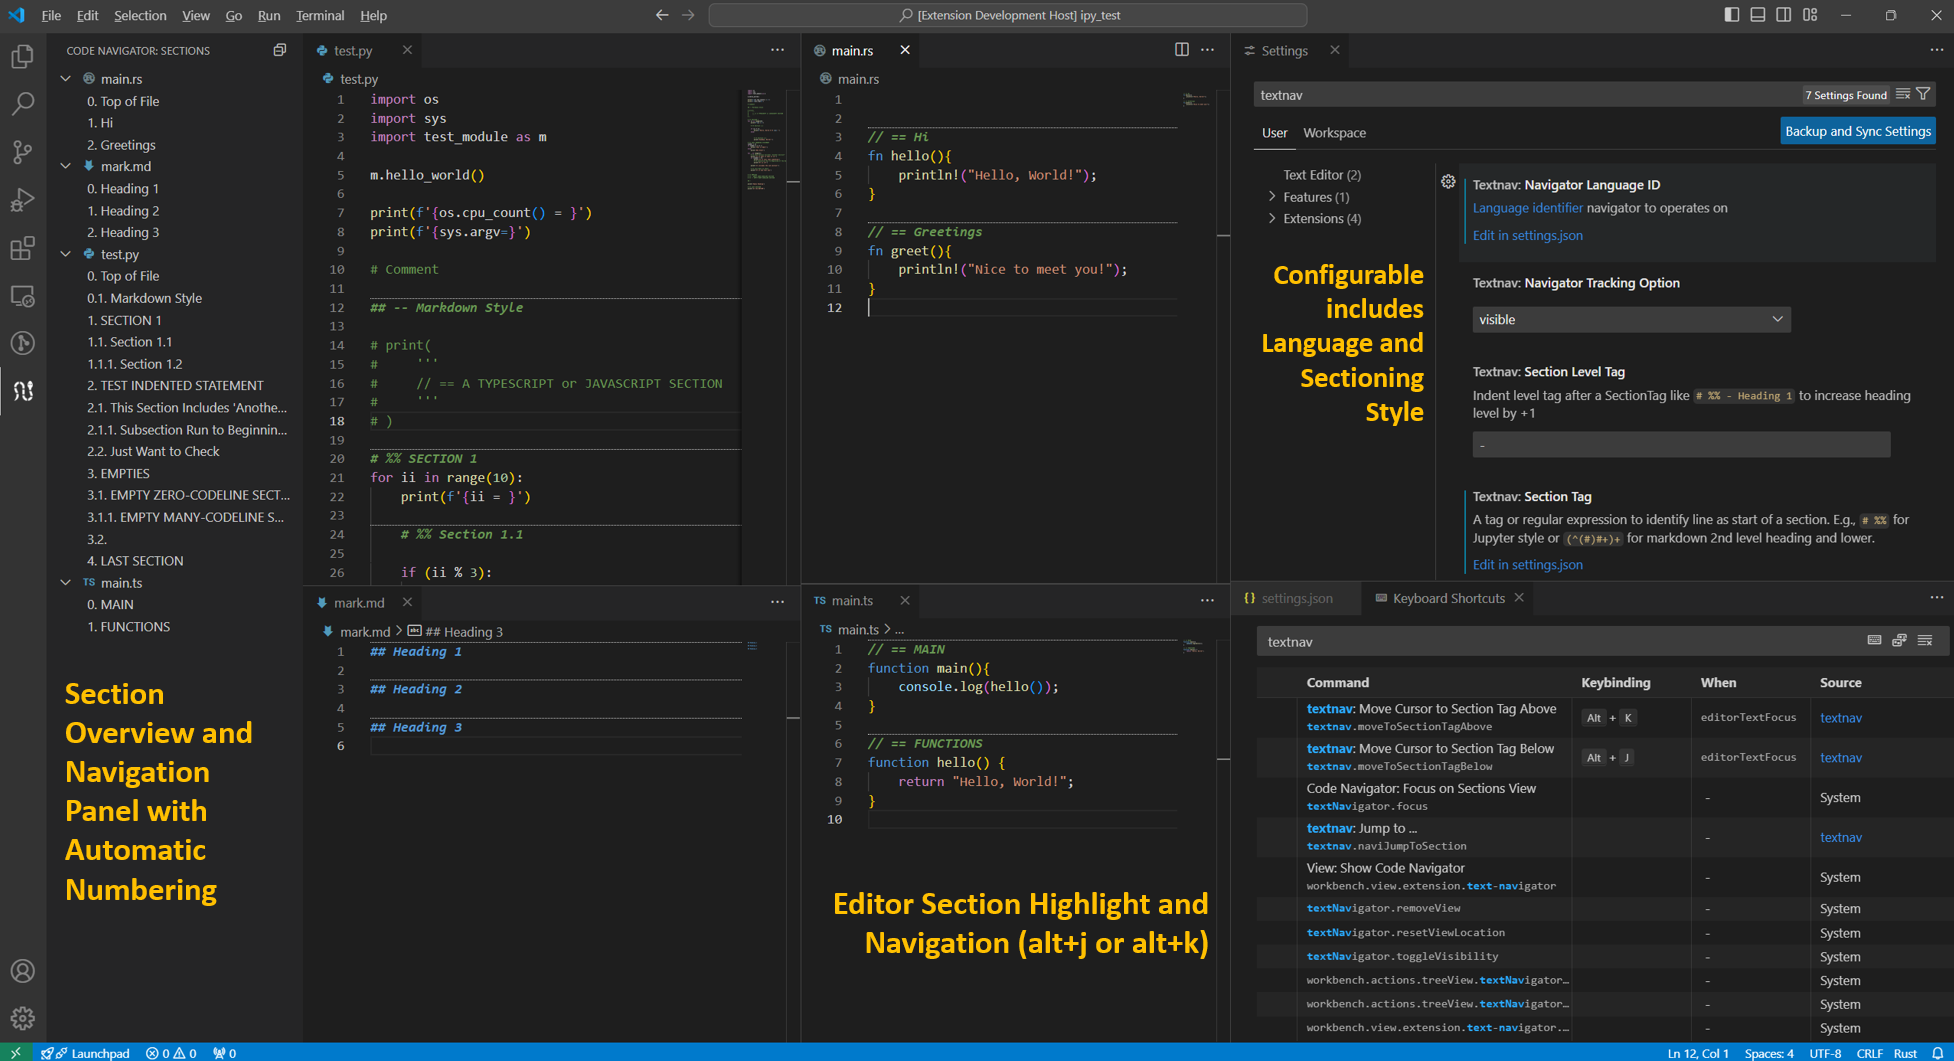 File Edit Selection View Go Run Terminal Help
[Extension Development Host] ipy_test
CODE NAVIGATOR: SECTIONS
main.rs
0. Top of File
1. Hi
2. Greetings
mark.md
0. Heading 1
1. Heading 2
2. Heading 3
test.py
0. Top of File
0.1. Markdown Style
1. SECTION 1
1.1. Section 1.1
1.1.1. Section 1.2
2. TEST INDENTED STATEMENT
2.1. This Section Includes 'Anothe...
2.1.1. Subsection Run to Beginnin...
2.2. Just Want to Check
3. EMPTIES
3.1. EMPTY ZERO-CODELINE SECT...
3.1.1. EMPTY MANY-CODELINE S...
3.2.
4. LAST SECTION
TS main.ts
0. MAIN
1. FUNCTIONS
Section
Overview and
Navigation
Panel with
Automatic
Numbering
test.py
test.py
1 import os
2 import sys
3 import test_module as m
4
5 m.hello_world()
6
7 print(f'{os.cpu_count() = }')
8 print(f'{sys.argv=}')
9
10 # Comment
11
12 ## -- Markdown Style
13
14 # print(
15 #     '''
16 #     // == A TYPESCRIPT or JAVASCRIPT SECTION
17 #     '''
18 # )
19
20 # %% SECTION 1
21 for ii in range(10):
22     print(f'{ii = }')
23
24     # %% Section 1.1
25
26     if (ii % 3):
mark.md
mark.md > ## Heading 3
1 ## Heading 1
2
3 ## Heading 2
4
5 ## Heading 3
6
main.rs
main.rs
1
2
3 // == Hi
4 fn hello(){
5     println!("Hello, World!");
6 }
7
8 // == Greetings
9 fn greet(){
10     println!("Nice to meet you!");
11 }
12
TS main.ts
TS main.ts > ...
1 // == MAIN
2 function main(){
3     console.log(hello());
4 }
5
6 // == FUNCTIONS
7 function hello() {
8     return "Hello, World!";
9 }
10
Editor Section Highlight and
Navigation (alt+j or alt+k)
Settings
textnav
7 Settings Found
User Workspace
Backup and Sync Settings
Text Editor (2)
Features (1)
Extensions (4)
Configurable
includes
Language and
Sectioning
Style
Textnav: Navigator Language ID
Language identifier navigator to operates on
Edit in settings.json
Textnav: Navigator Tracking Option
visible
Textnav: Section Level Tag
Indent level tag after a SectionTag like # %% - Heading 1 to increase heading
level by +1
-
Textnav: Section Tag
A tag or regular expression to identify line as start of a section. E.g., # %% for
Jupyter style or (^(#)#+)+ for markdown 2nd level heading and lower.
Edit in settings.json
{} settings.json
Keyboard Shortcuts
textnav
Command Keybinding When Source
textnav: Move Cursor to Section Tag Above Alt + K editorTextFocus textnav
textnav.moveToSectionTagAbove
textnav: Move Cursor to Section Tag Below Alt + J editorTextFocus textnav
textnav.moveToSectionTagBelow
Code Navigator: Focus on Sections View - System
textNavigator.focus
textnav: Jump to ... - textnav
textnav.naviJumpToSection
View: Show Code Navigator - System
workbench.view.extension.text-navigator
textNavigator.removeView - System
textNavigator.resetViewLocation - System
textNavigator.toggleVisibility - System
workbench.actions.treeView.textNavigator... - System
workbench.actions.treeView.textNavigator... - System
workbench.view.extension.text-navigator.... - System
Launchpad 0 0 0
Ln 12, Col 1 Spaces: 4 UTF-8 CRLF Rust